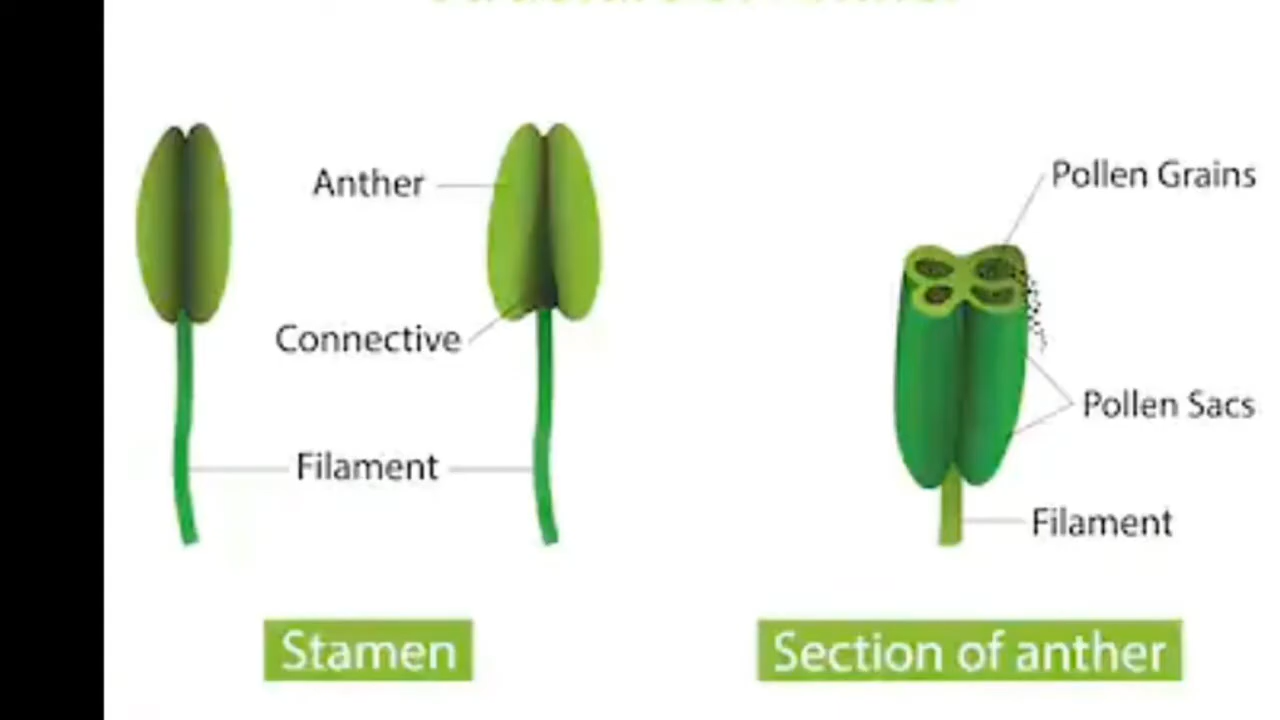 Anther
Connective
Filament
Stamen
Pollen Grains
Pollen Sacs
Filament
Section of anther